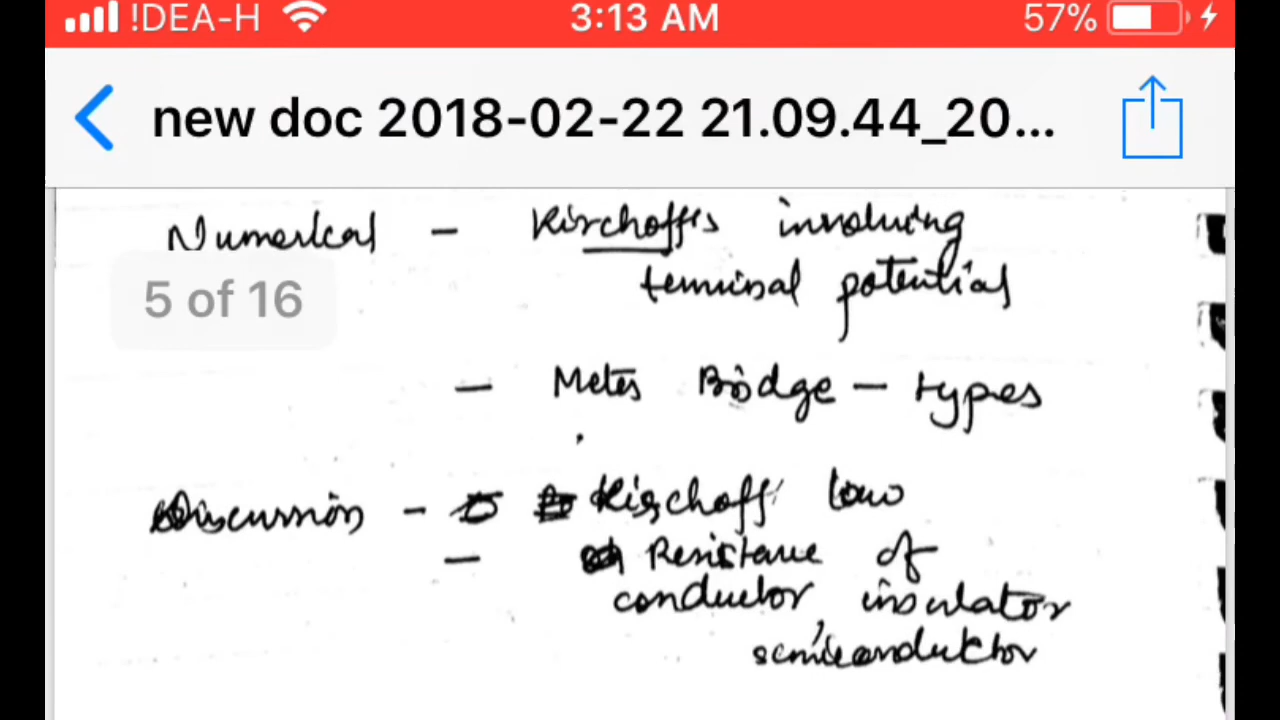 !DEA-H 3:13 AM 57%
new doc 2018-02-22 21.09.44_20...
Numerical - Kirchoff's involving
terminal potential
5 of 16
- Meter Bridge - types
Discussion - Kirchoff law
- Resistance of
conductor, insulator
semiconductor